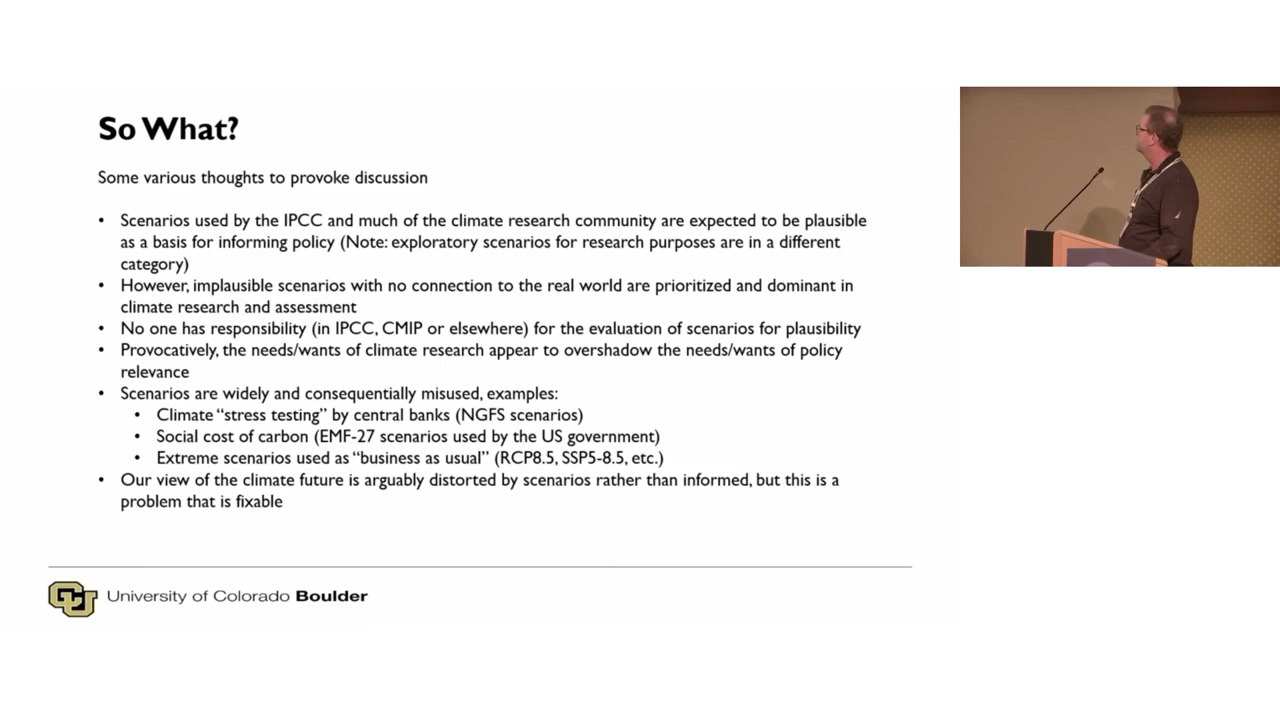 So What?
Some various thoughts to provoke discussion
• Scenarios used by the IPCC and much of the climate research community are expected to be plausible
as a basis for informing policy (Note: exploratory scenarios for research purposes are in a different
category)
• However, implausible scenarios with no connection to the real world are prioritized and dominant in
climate research and assessment
• No one has responsibility (in IPCC, CMIP or elsewhere) for the evaluation of scenarios for plausibility
• Provocatively, the needs/wants of climate research appear to overshadow the needs/wants of policy
relevance
• Scenarios are widely and consequentially misused, examples:
• Climate “stress testing” by central banks (NGFS scenarios)
• Social cost of carbon (EMF-27 scenarios used by the US government)
• Extreme scenarios used as “business as usual” (RCP8.5, SSP5-8.5, etc.)
• Our view of the climate future is arguably distorted by scenarios rather than informed, but this is a
problem that is fixable
CU University of Colorado Boulder